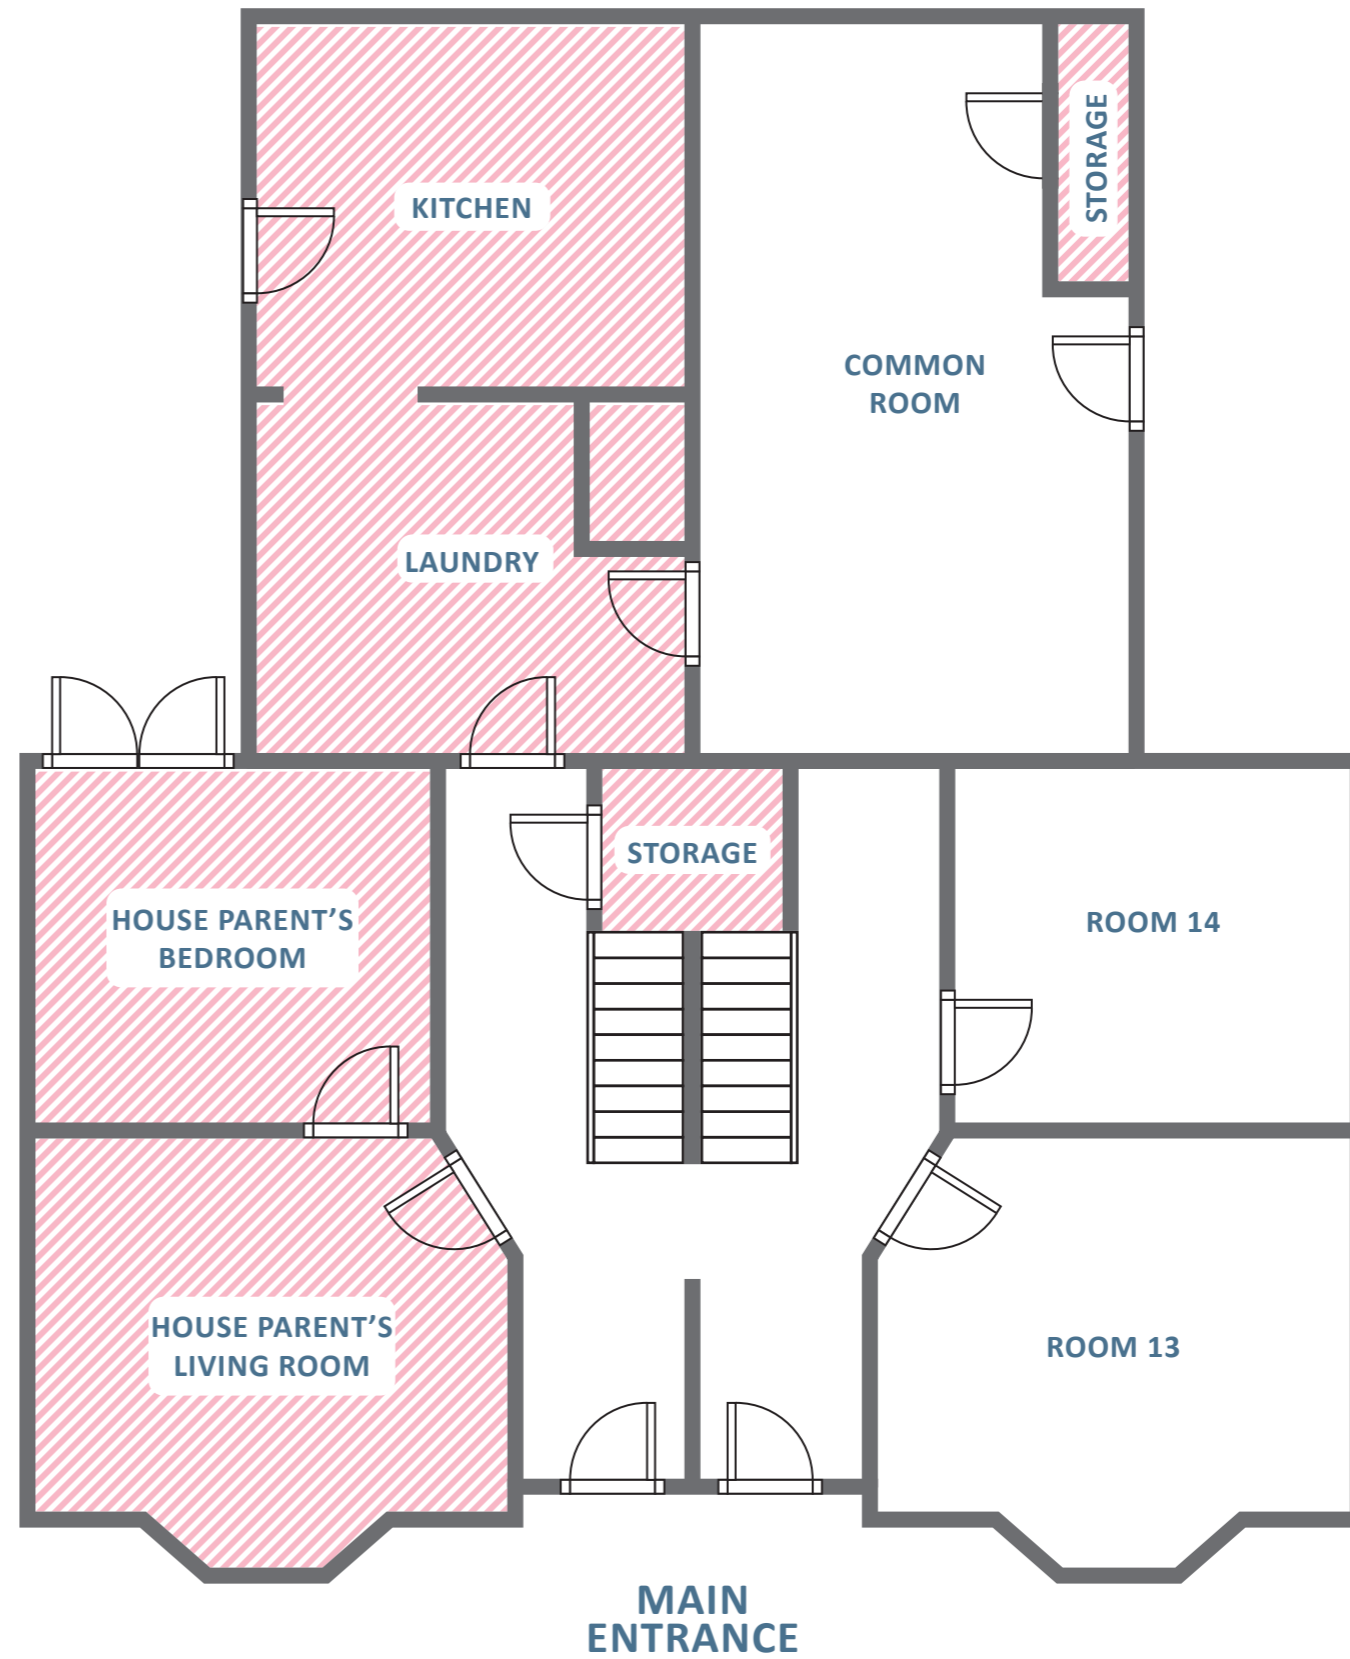 KITCHEN
STORAGE
COMMON
ROOM
LAUNDRY
STORAGE
HOUSE PARENT’S
BEDROOM
ROOM 14
HOUSE PARENT’S
LIVING ROOM
ROOM 13
MAIN
ENTRANCE